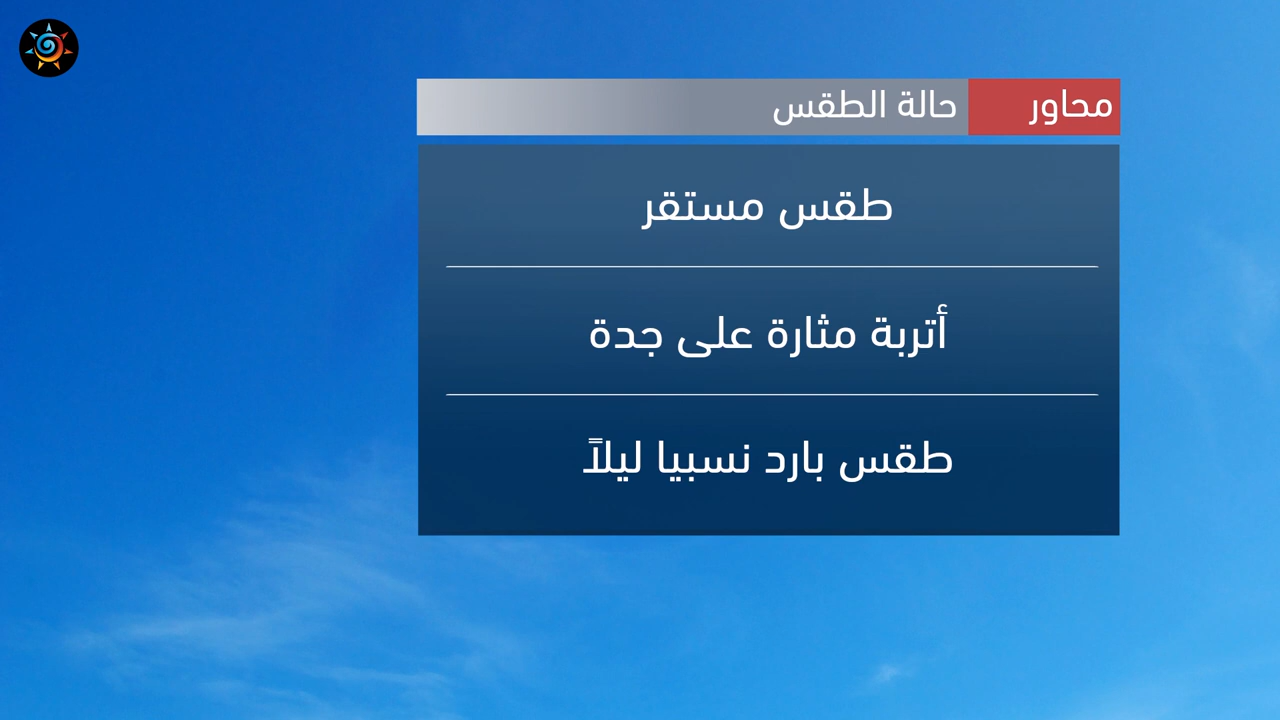 محاور
حالة الطقس
طقس مستقر
أتربة مثارة على جدة
طقس بارد نسبيا ليلاً